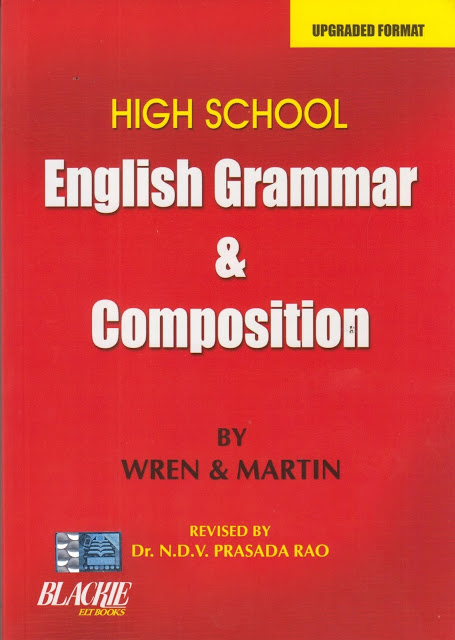 UPGRADED FORMAT
HIGH SCHOOL
English Grammar
&
Composition
BY
WREN & MARTIN
REVISED BY
Dr. N.D.V. PRASADA RAO
BLACKIE
ELT BOOKS